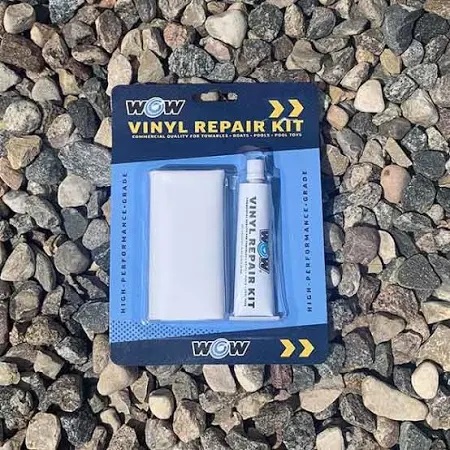 WOW
VINYL REPAIR KIT
COMMERCIAL QUALITY FOR TOWABLES • BOATS • POOLS • POOL TOYS
HIGH-PERFORMANCE-GRADE
WOW
VINYL REPAIR KIT
HIGH-PERFORMANCE-GRADE
WOW